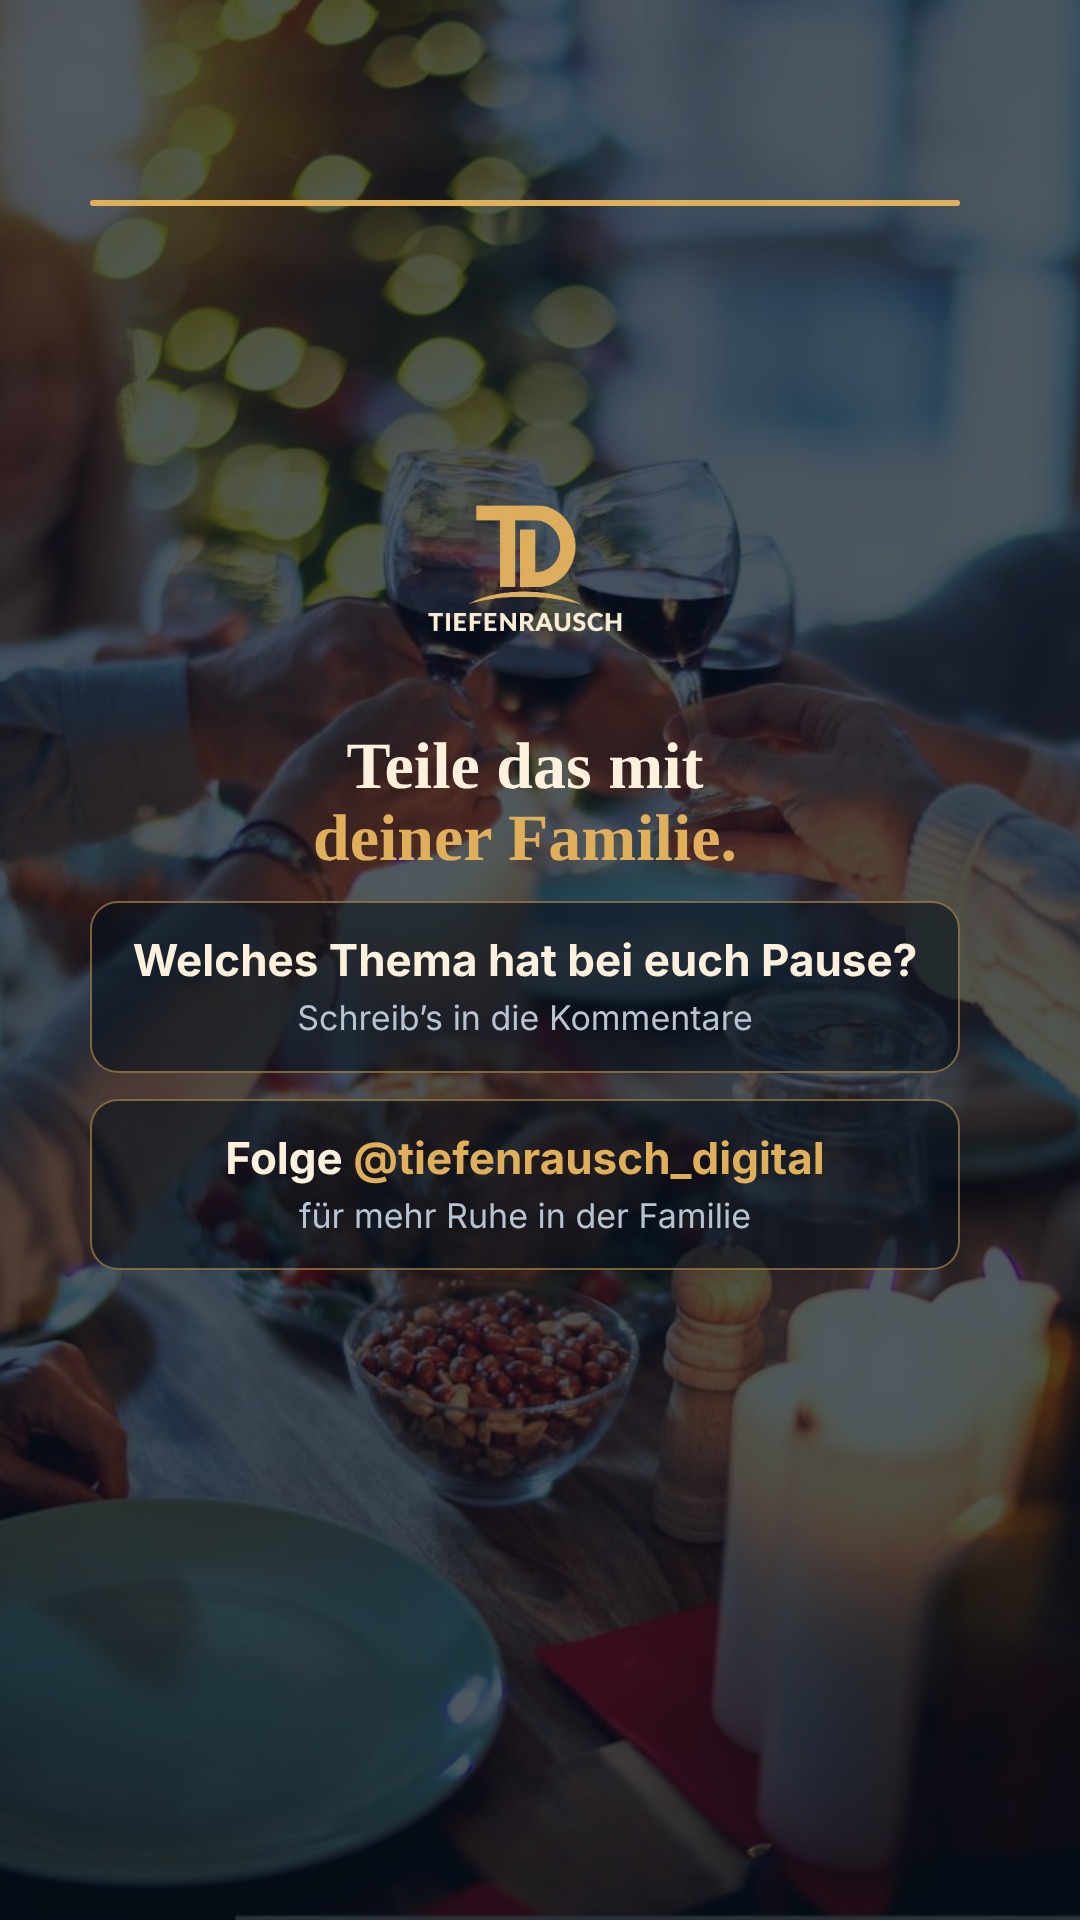 TD
TIEFENRAUSCH
Teile das mit
deiner Familie.
Welches Thema hat bei euch Pause?
Schreib’s in die Kommentare
Folge @tiefenrausch_digital
für mehr Ruhe in der Familie